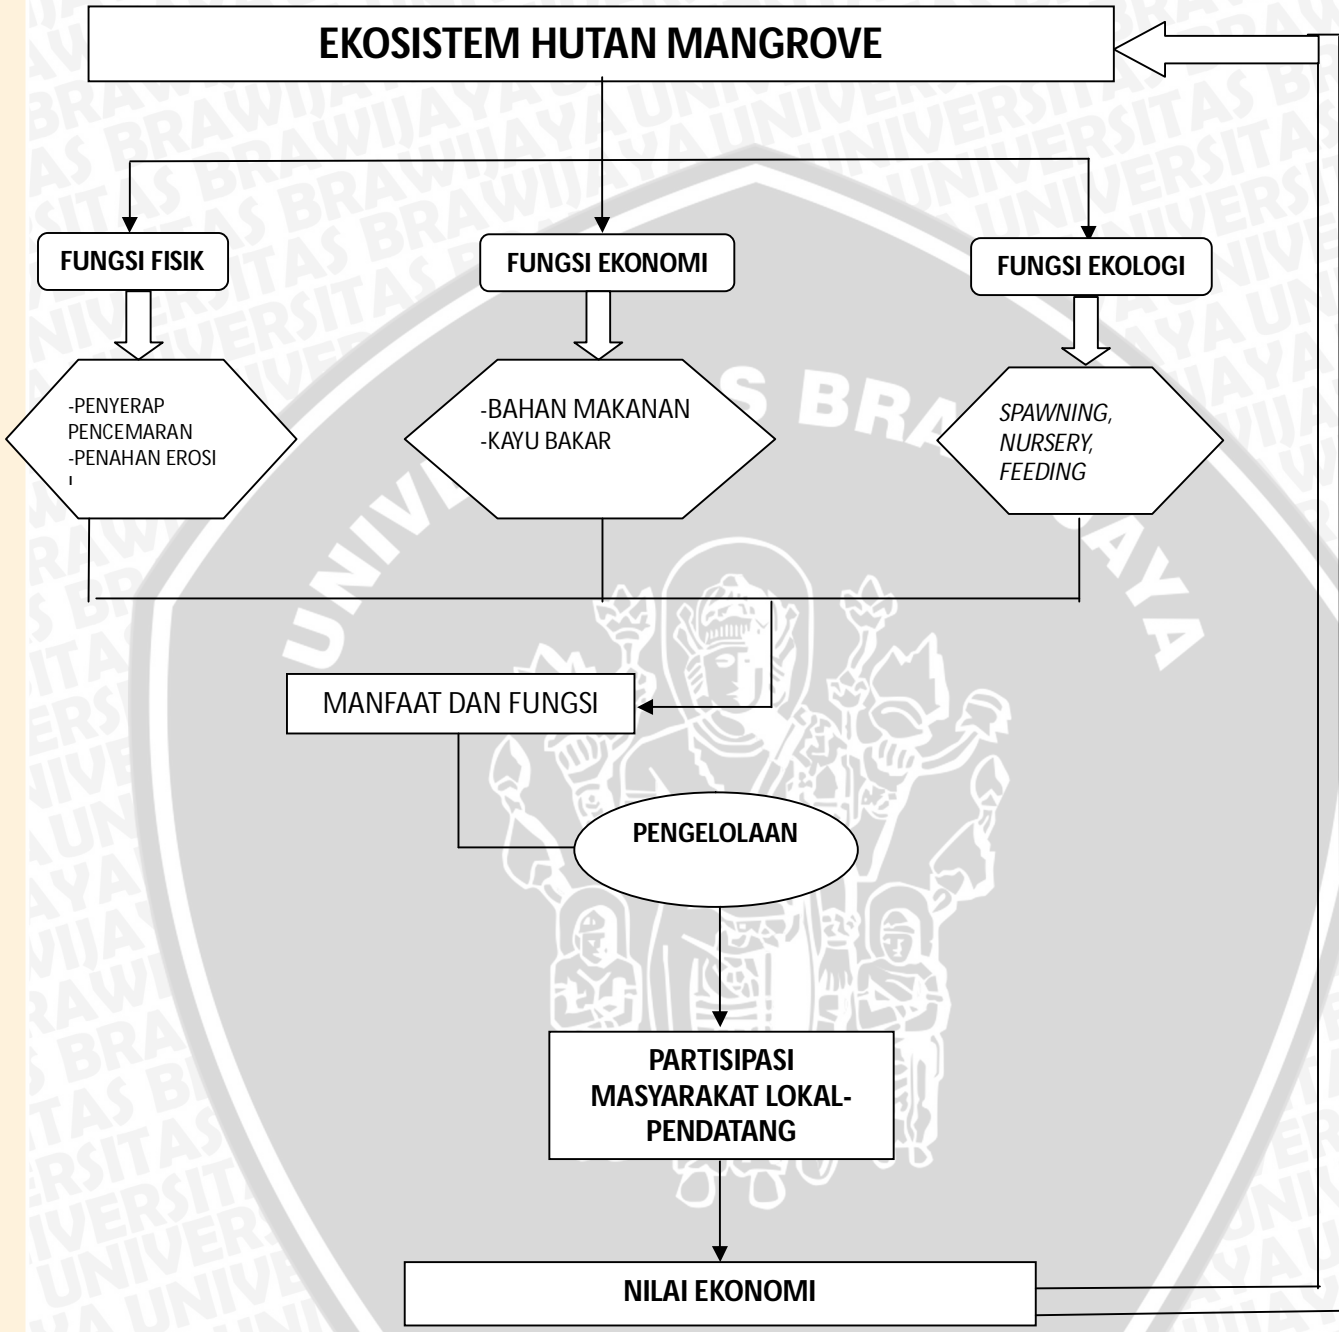 EKOSISTEM HUTAN MANGROVE
FUNGSI FISIK
FUNGSI EKONOMI
FUNGSI EKOLOGI
-PENYERAP
PENCEMARAN
-PENAHAN EROSI
-BAHAN MAKANAN
-KAYU BAKAR
SPAWNING,
NURSERY,
FEEDING
MANFAAT DAN FUNGSI
PENGELOLAAN
PARTISIPASI
MASYARAKAT LOKAL-
PENDATANG
NILAI EKONOMI